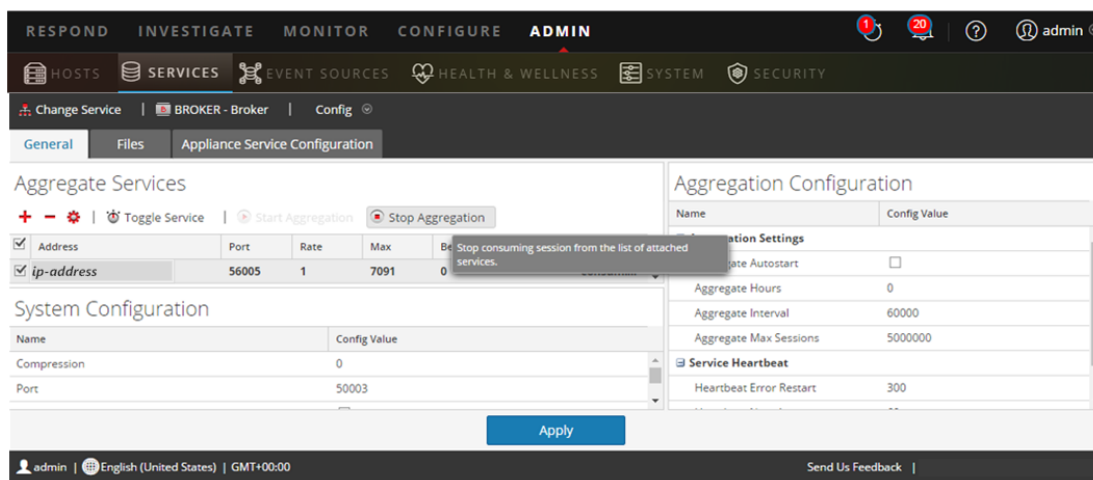 RESPOND INVESTIGATE MONITOR CONFIGURE ADMIN 1 20 ? admin
HOSTS SERVICES EVENT SOURCES HEALTH & WELLNESS SYSTEM SECURITY
Change Service | BROKER - Broker | Config
General Files Appliance Service Configuration
Aggregate Services
Toggle Service | Start Aggregation Stop Aggregation
Address Port Rate Max Be
Stop consuming session from the list of attached
services.
ip-address 56005 1 7091 0
System Configuration
Name Config Value
Compression 0
Port 50003
Aggregation Configuration
Name Config Value
ation Settings
gate Autostart
Aggregate Hours 0
Aggregate Interval 60000
Aggregate Max Sessions 5000000
Service Heartbeat
Heartbeat Error Restart 300
Apply
admin | English (United States) | GMT+00:00 Send Us Feedback |